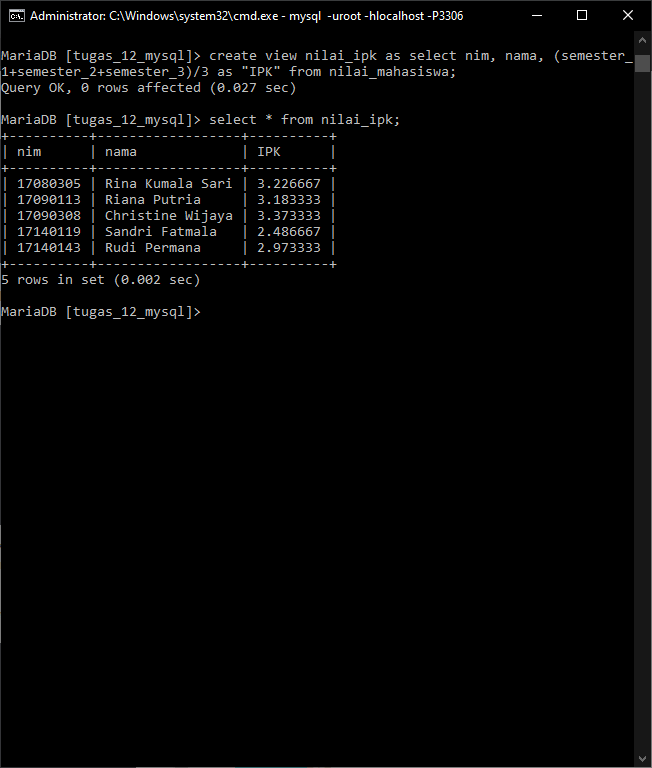 Administrator: C:\Windows\system32\cmd.exe - mysql  -uroot -hlocalhost -P3306
MariaDB [tugas_12_mysql]> create view nilai_ipk as select nim, nama, (semester_
1+semester_2+semester_3)/3 as "IPK" from nilai_mahasiswa;
Query OK, 0 rows affected (0.027 sec)

MariaDB [tugas_12_mysql]> select * from nilai_ipk;
+----------+------------------+----------+
| nim      | nama             | IPK      |
+----------+------------------+----------+
| 17080305 | Rina Kumala Sari | 3.226667 |
| 17090113 | Riana Putria     | 3.183333 |
| 17090308 | Christine Wijaya | 3.373333 |
| 17140119 | Sandri Fatmala   | 2.486667 |
| 17140143 | Rudi Permana     | 2.973333 |
+----------+------------------+----------+
5 rows in set (0.002 sec)

MariaDB [tugas_12_mysql]>